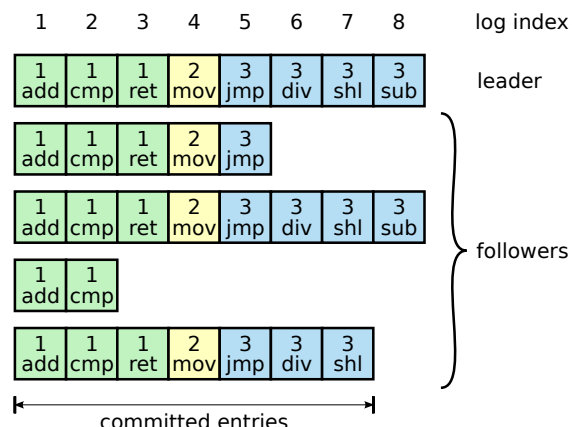 1 2 3 4 5 6 7 8 log index
1 1 1 2 3 3 3 3
add cmp ret mov jmp div shl sub
leader
1 1 1 2 3
add cmp ret mov jmp
1 1 1 2 3 3 3 3
add cmp ret mov jmp div shl sub
followers
1 1
add cmp
1 1 1 2 3 3 3
add cmp ret mov jmp div shl
committed entries